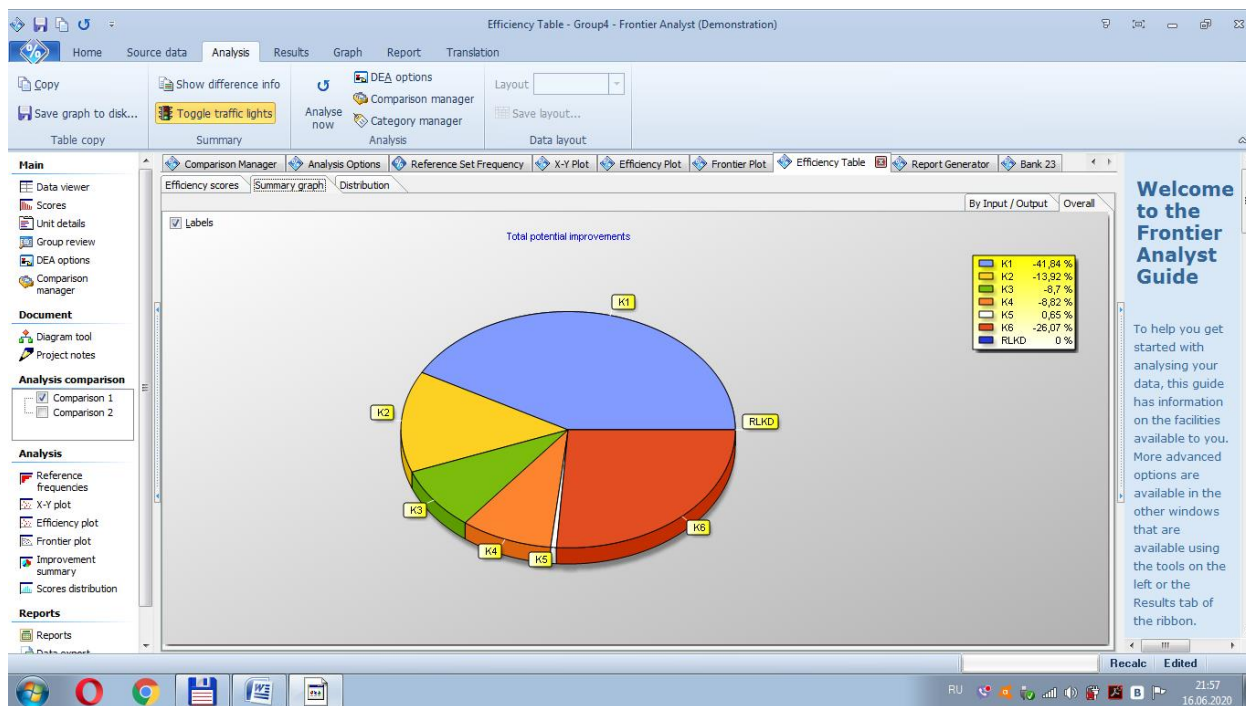 Efficiency Table - Group4 - Frontier Analyst (Demonstration)
Home Source data Analysis Results Graph Report Translation
Copy
Save graph to disk...
Table copy
Show difference info
Toggle traffic lights
Summary
Analyse now
DEA options
Comparison manager
Category manager
Analysis
Layout
Save layout...
Data layout
Main
Data viewer
Scores
Unit details
Group review
DEA options
Comparison
manager
Document
Diagram tool
Project notes
Analysis comparison
Comparison 1
Comparison 2
Analysis
Reference
frequencies
X-Y plot
Efficiency plot
Frontier plot
Improvement
summary
Scores distribution
Reports
Reports
Data export
Comparison Manager Analysis Options Reference Set Frequency X-Y Plot Efficiency Plot Frontier Plot Efficiency Table Report Generator Bank 23
Efficiency scores Summary graph Distribution
By Input / Output Overall
Labels
Total potential improvements
K1 -41,84 %
K2 -13,92 %
K3 -8,7 %
K4 -8,82 %
K5 0,65 %
K6 -26,07 %
RLKD 0 %
K1
K2
RLKD
K3
K6
K4
K5
Welcome
to the
Frontier
Analyst
Guide
To help you get
started with
analysing your
data, this guide
has information
on the facilities
available to you.
More advanced
options are
available in the
other windows
that are
available using
the tools on the
left or the
Results tab of
the ribbon.
Recalc Edited
RU
21:57
16.06.2020